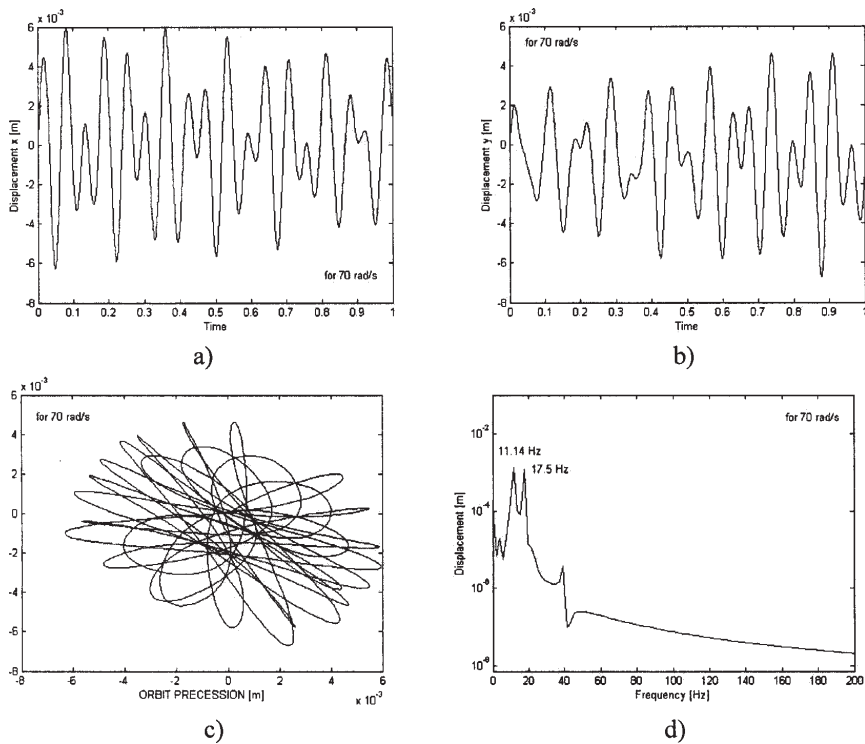 x 10⁻³
6
4
2
0
-2
-4
-6
-8
Displacement x [m]
for 70 rad/s
0 0.1 0.2 0.3 0.4 0.5 0.6 0.7 0.8 0.9 1
Time
a)
x 10⁻³
for 70 rad/s
6
4
2
0
-2
-4
-6
-8
Displacement y [m]
0 0.1 0.2 0.3 0.4 0.5 0.6 0.7 0.8 0.9 1
Time
b)
x 10⁻³
6
for 70 rad/s
4
2
0
-2
-4
-6
-8
-8 -6 -4 -2 0 2 4 6
ORBIT PRECESSION [m]
x 10⁻³
c)
for 70 rad/s
10⁻²
11.14 Hz
17.5 Hz
10⁻⁴
10⁻⁶
10⁻⁸
Displacement [m]
0 20 40 60 80 100 120 140 160 180 200
Frequency [Hz]
d)